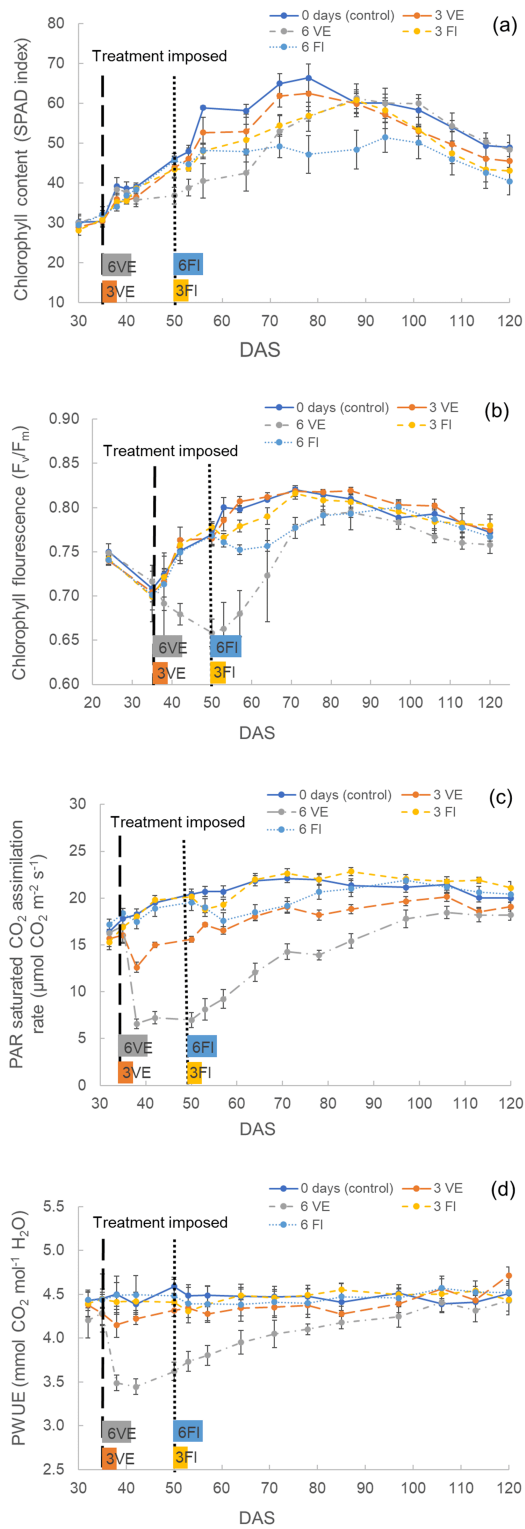 (a)
0 days (control)
3 VE
6 VE
3 FI
6 FI
Treatment imposed
Chlorophyll content (SPAD index)
80
70
60
50
40
30
20
10
6VE
6FI
3VE
3FI
30 40 50 60 70 80 90 100 110 120
DAS
(b)
0 days (control)
3 VE
6 VE
3 FI
6 FI
Treatment imposed
Chlorophyll flourescence (Fv/Fm)
0.90
0.85
0.80
0.75
0.70
0.65
0.60
6VE
6FI
3VE
3FI
20 30 40 50 60 70 80 90 100 110 120
DAS
(c)
0 days (control)
3 VE
6 VE
3 FI
6 FI
Treatment imposed
PAR saturated CO2 assimilation
rate (µmol CO2 m-2 s-1)
30
25
20
15
10
5
0
6VE
6FI
3VE
3FI
30 40 50 60 70 80 90 100 110 120
DAS
(d)
0 days (control)
3 VE
6 VE
3 FI
6 FI
Treatment imposed
PWUE (mmol CO2 mol-1 H2O)
5.5
5.0
4.5
4.0
3.5
3.0
2.5
6VE
6FI
3VE
3FI
30 40 50 60 70 80 90 100 110 120
DAS